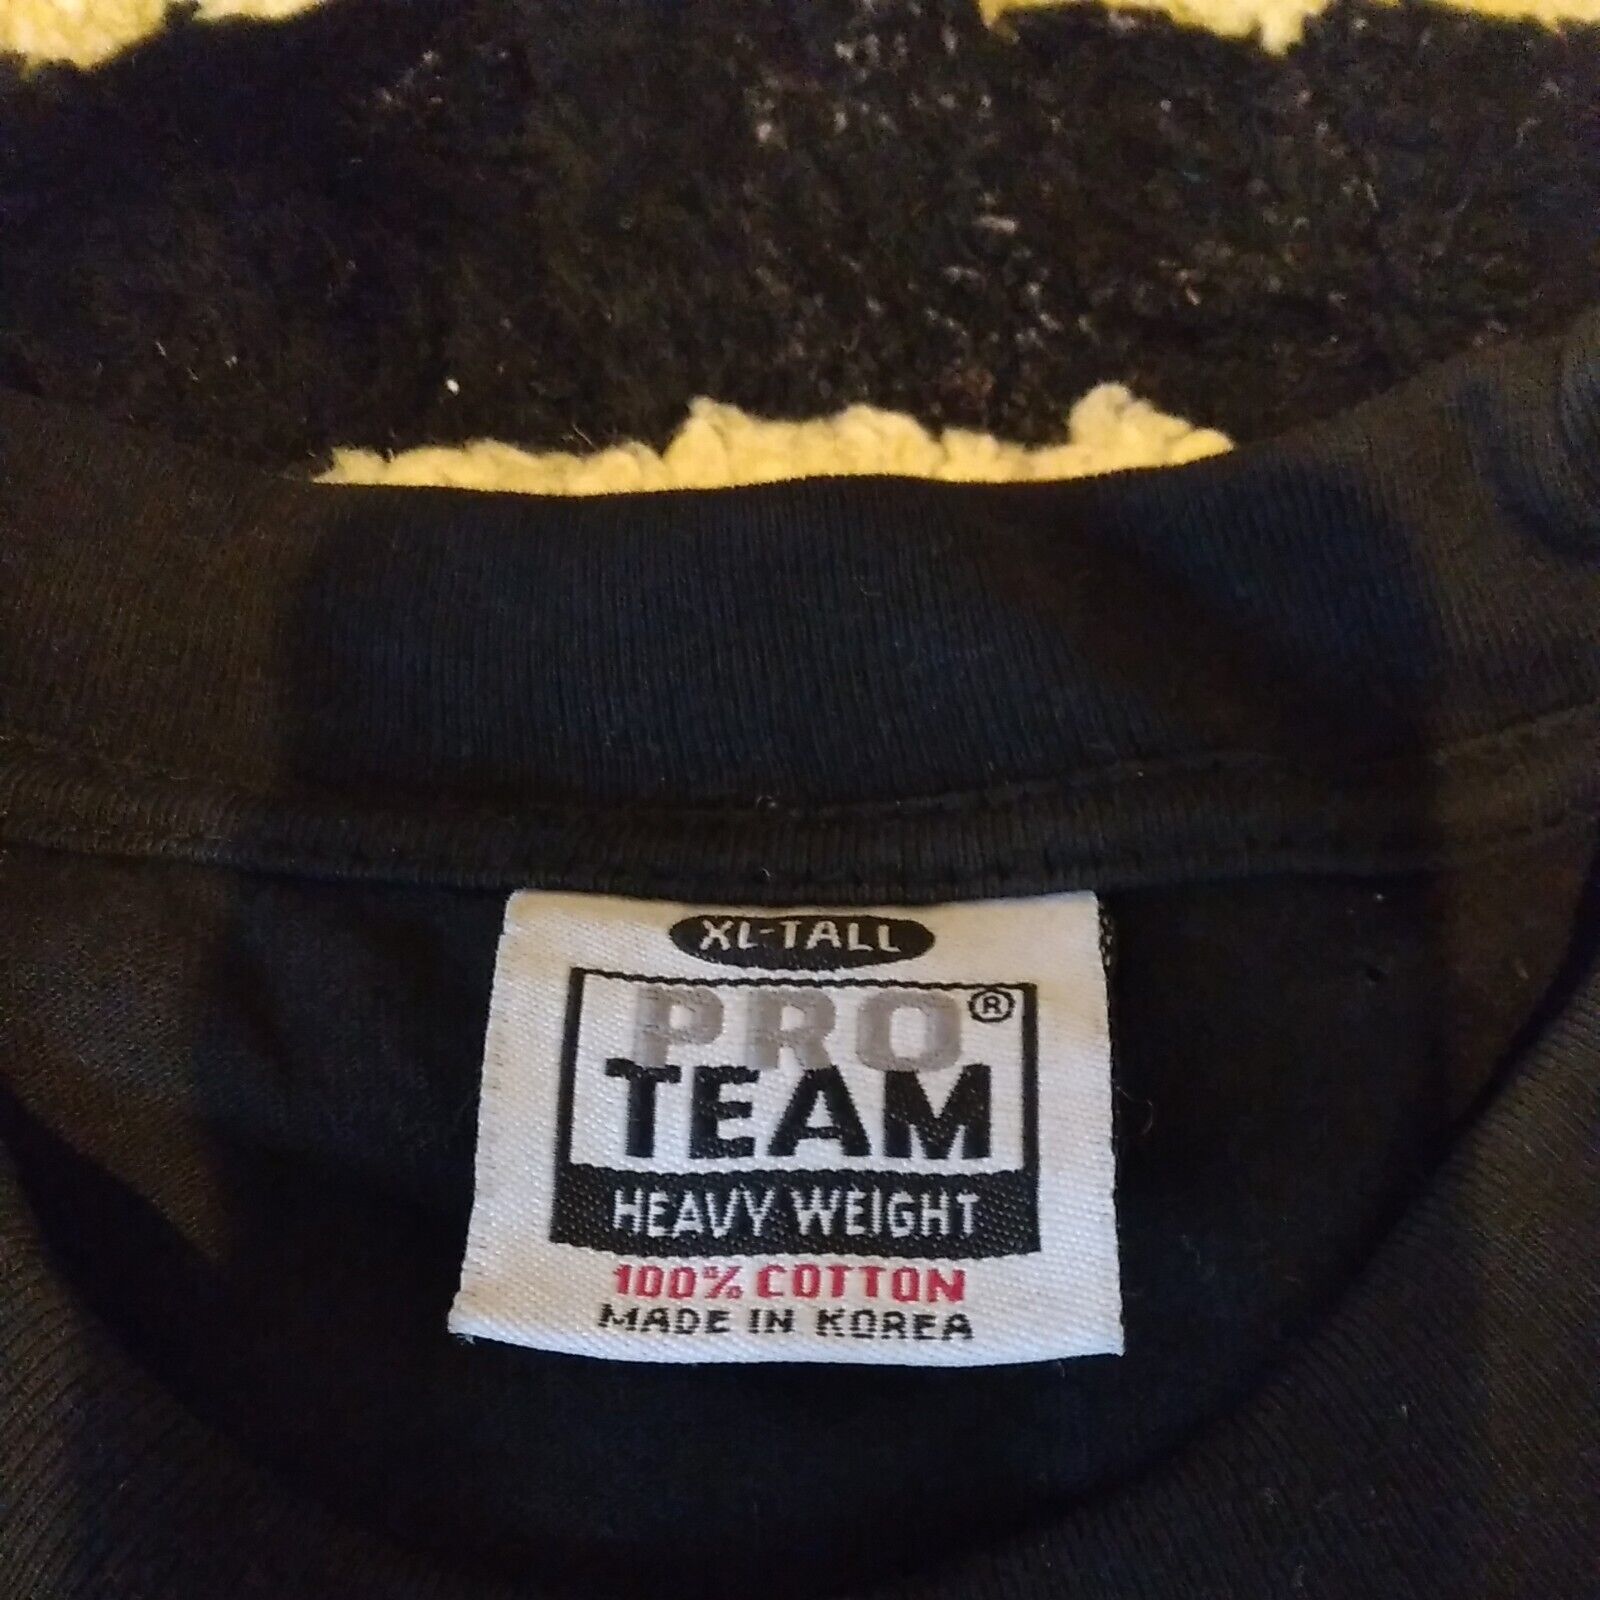 XL-TALL
PRO®
TEAM
HEAVY WEIGHT
100% COTTON
MADE IN KOREA